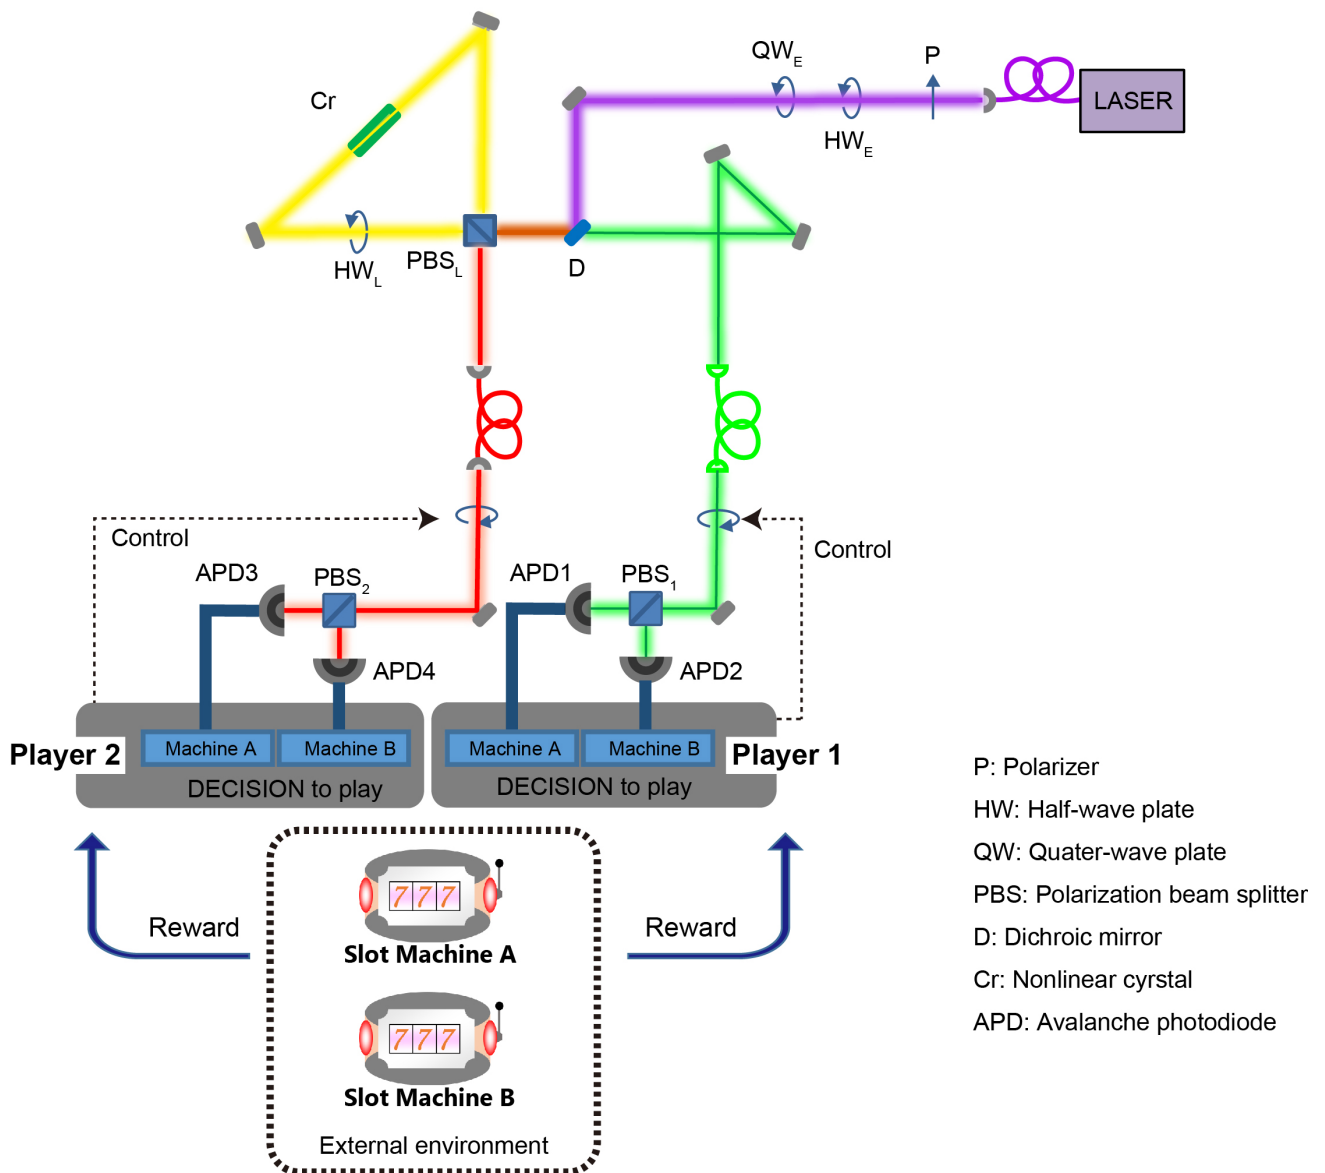 QW_E
P
LASER
HW_E
Cr
HW_L
PBS_L
D
Control
Control
APD3
PBS_2
APD1
PBS_1
APD4
APD2
Player 2
Machine A
Machine B
DECISION to play
Machine A
Machine B
Player 1
DECISION to play
P: Polarizer
HW: Half-wave plate
QW: Quater-wave plate
PBS: Polarization beam splitter
D: Dichroic mirror
Cr: Nonlinear cyrstal
APD: Avalanche photodiode
Reward
777
Reward
Slot Machine A
777
Slot Machine B
External environment